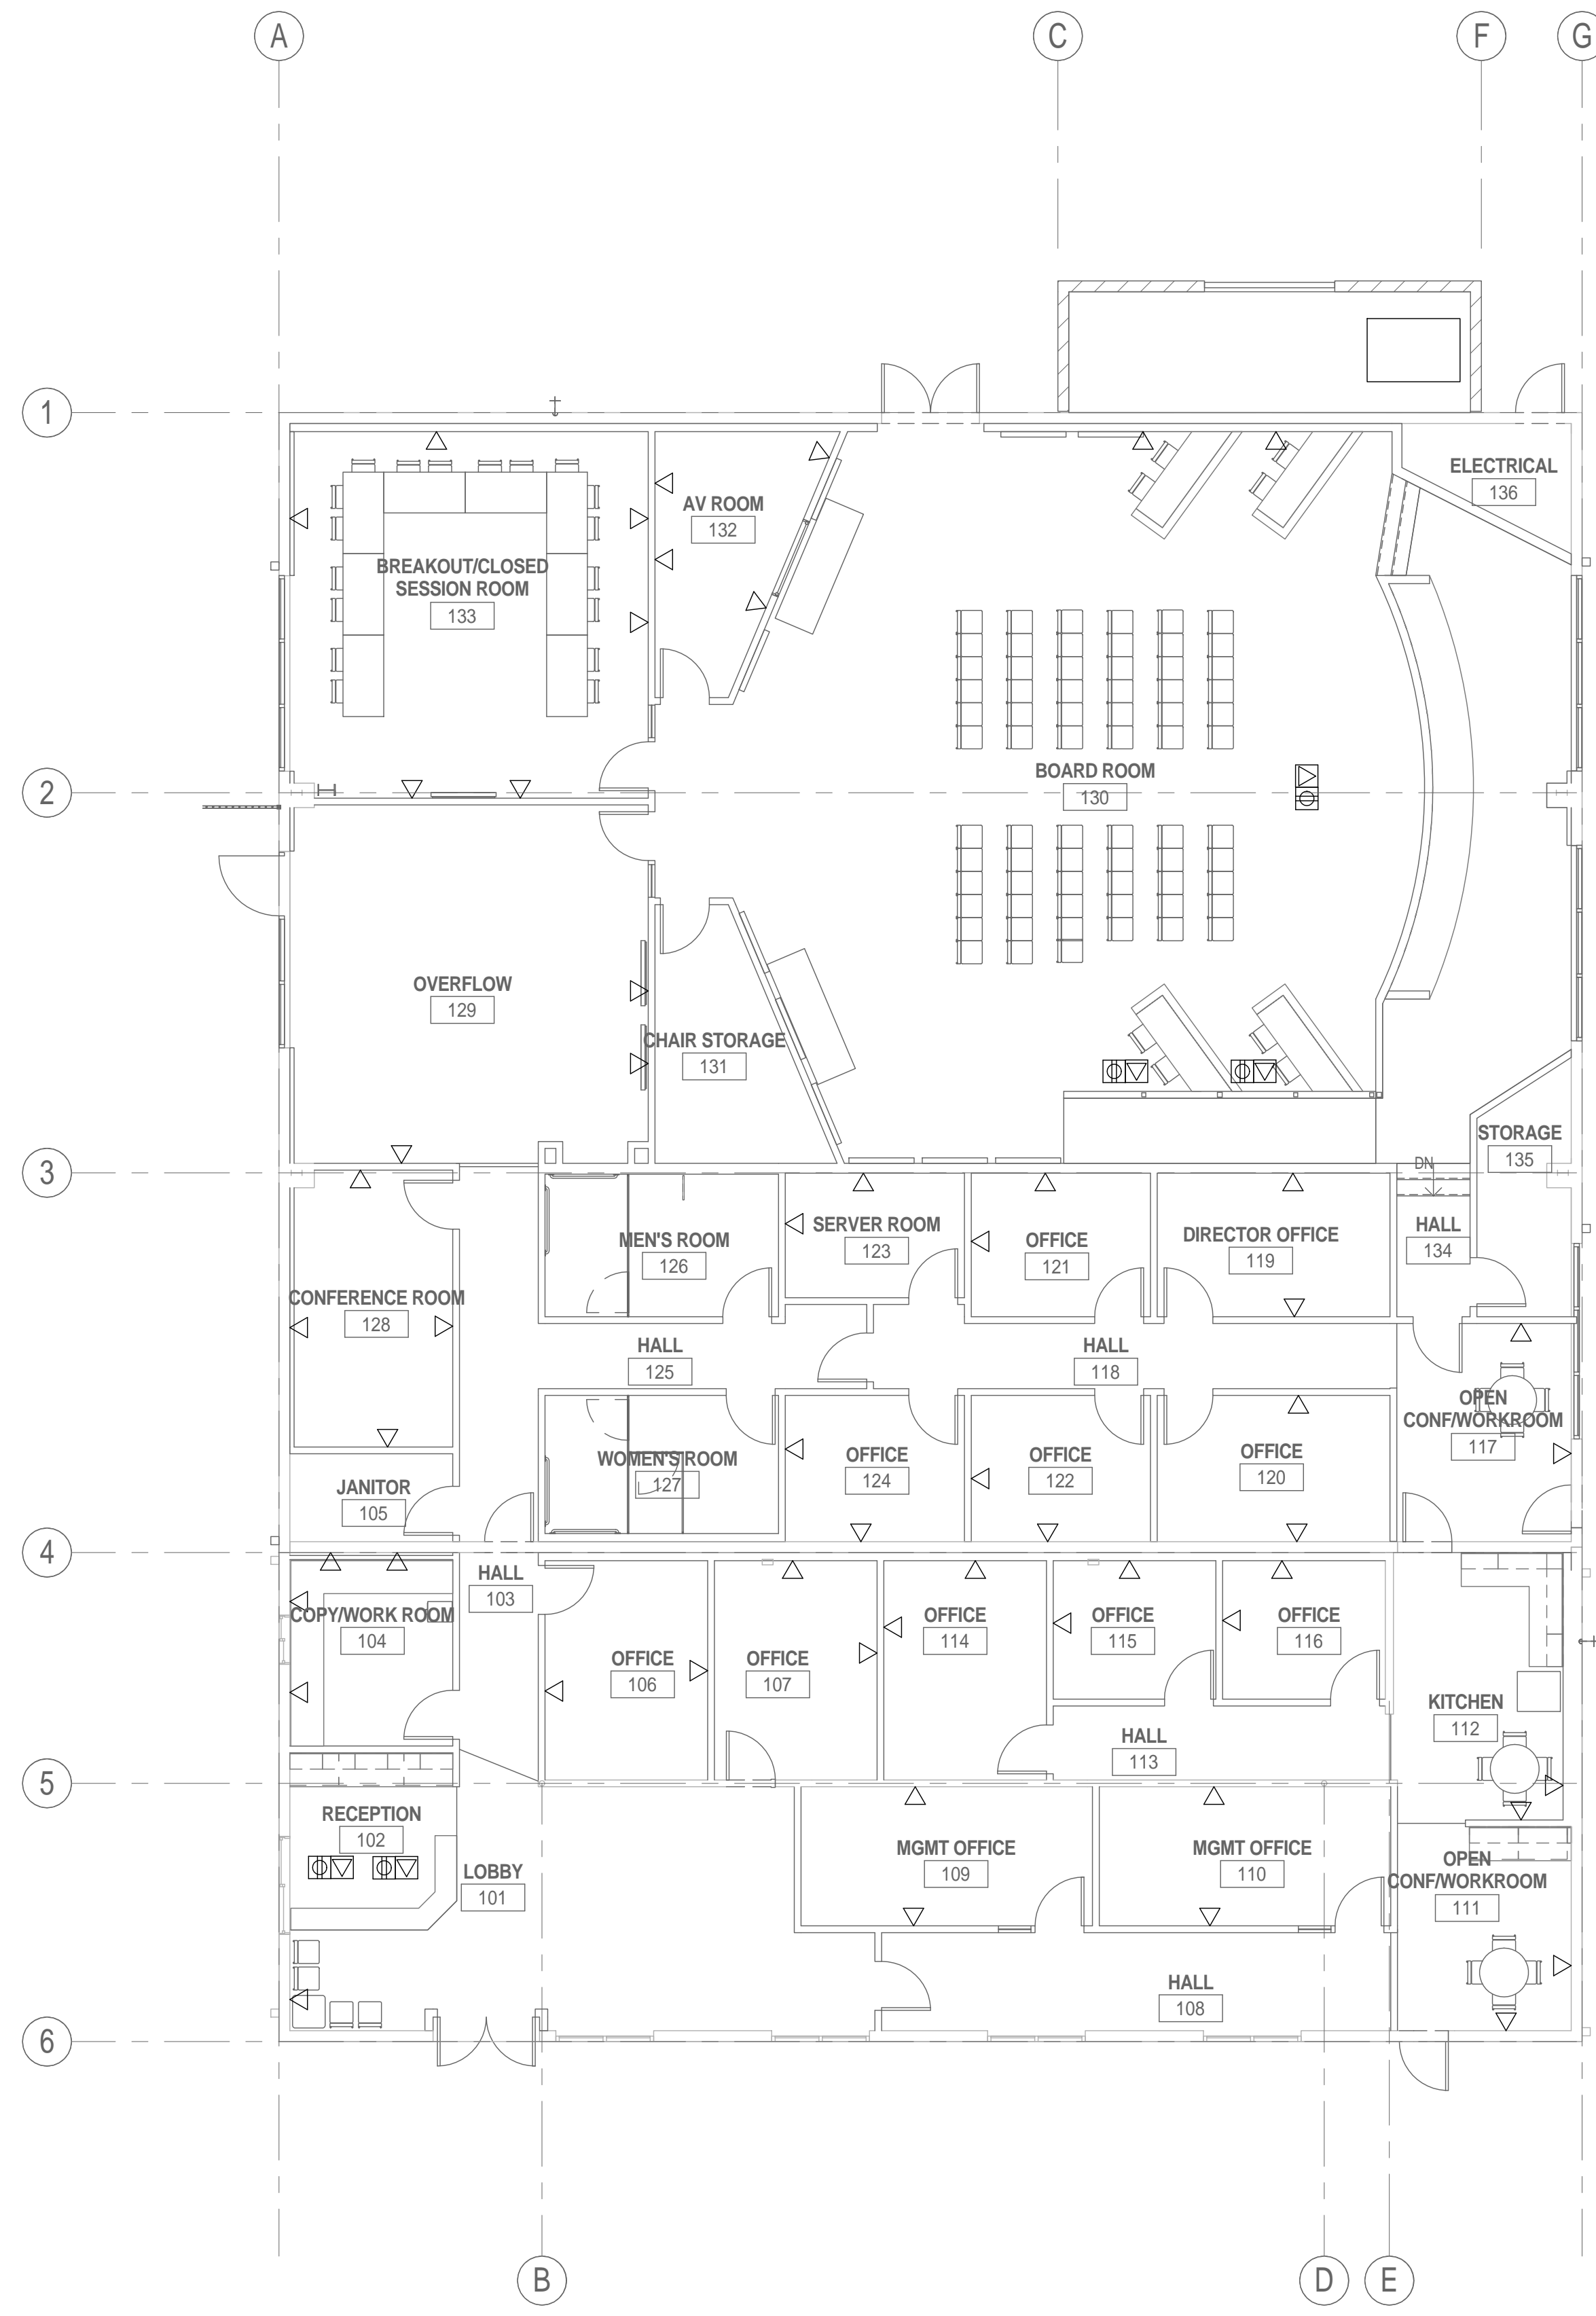 A
C
F
G
1
ELECTRICAL
136
AV ROOM
132
BREAKOUT/CLOSED
SESSION ROOM
133
2
BOARD ROOM
130
OVERFLOW
129
CHAIR STORAGE
131
STORAGE
135
3
DN
MEN'S ROOM
126
SERVER ROOM
123
OFFICE
121
DIRECTOR OFFICE
119
HALL
134
CONFERENCE ROOM
128
HALL
125
HALL
118
OPEN
CONF/WORKROOM
117
WOMEN'S ROOM
127
OFFICE
124
OFFICE
122
OFFICE
120
JANITOR
105
4
HALL
103
COPY/WORK ROOM
104
OFFICE
106
OFFICE
107
OFFICE
114
OFFICE
115
OFFICE
116
KITCHEN
112
HALL
113
5
RECEPTION
102
LOBBY
101
MGMT OFFICE
109
MGMT OFFICE
110
OPEN
CONF/WORKROOM
111
HALL
108
6
B
D
E